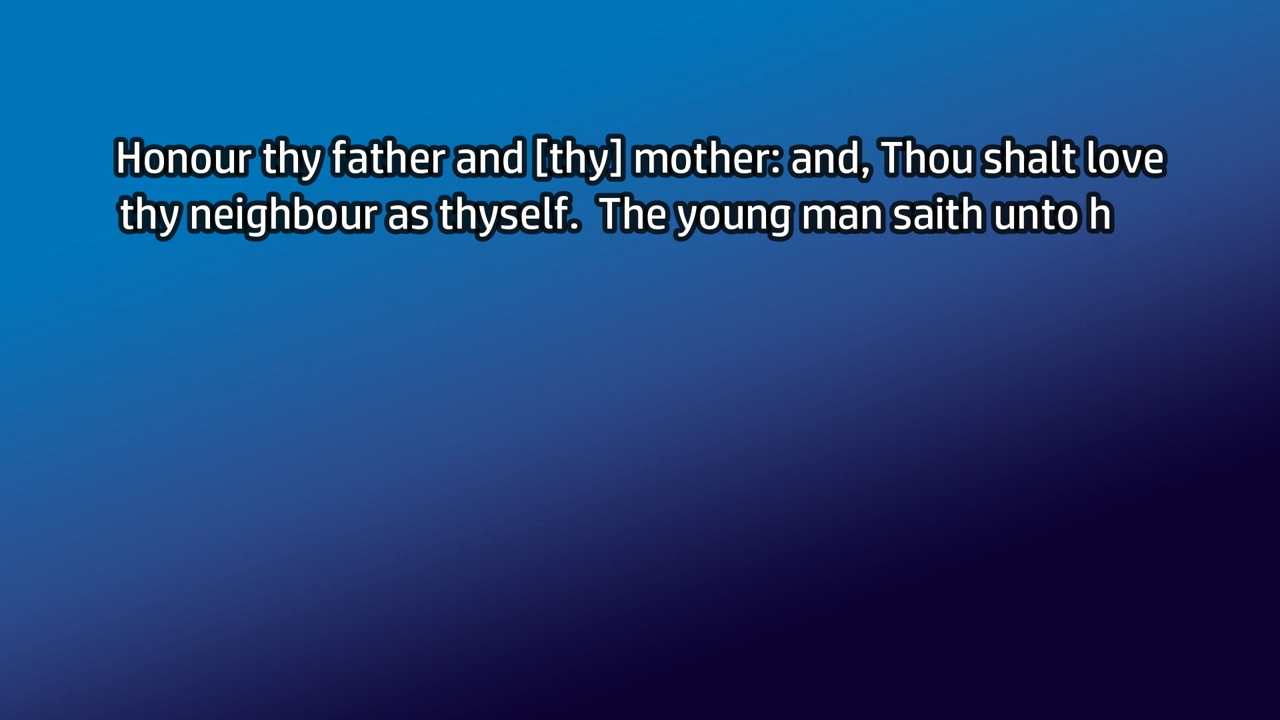 Honour thy father and [thy] mother: and, Thou shalt love
thy neighbour as thyself.  The young man saith unto h